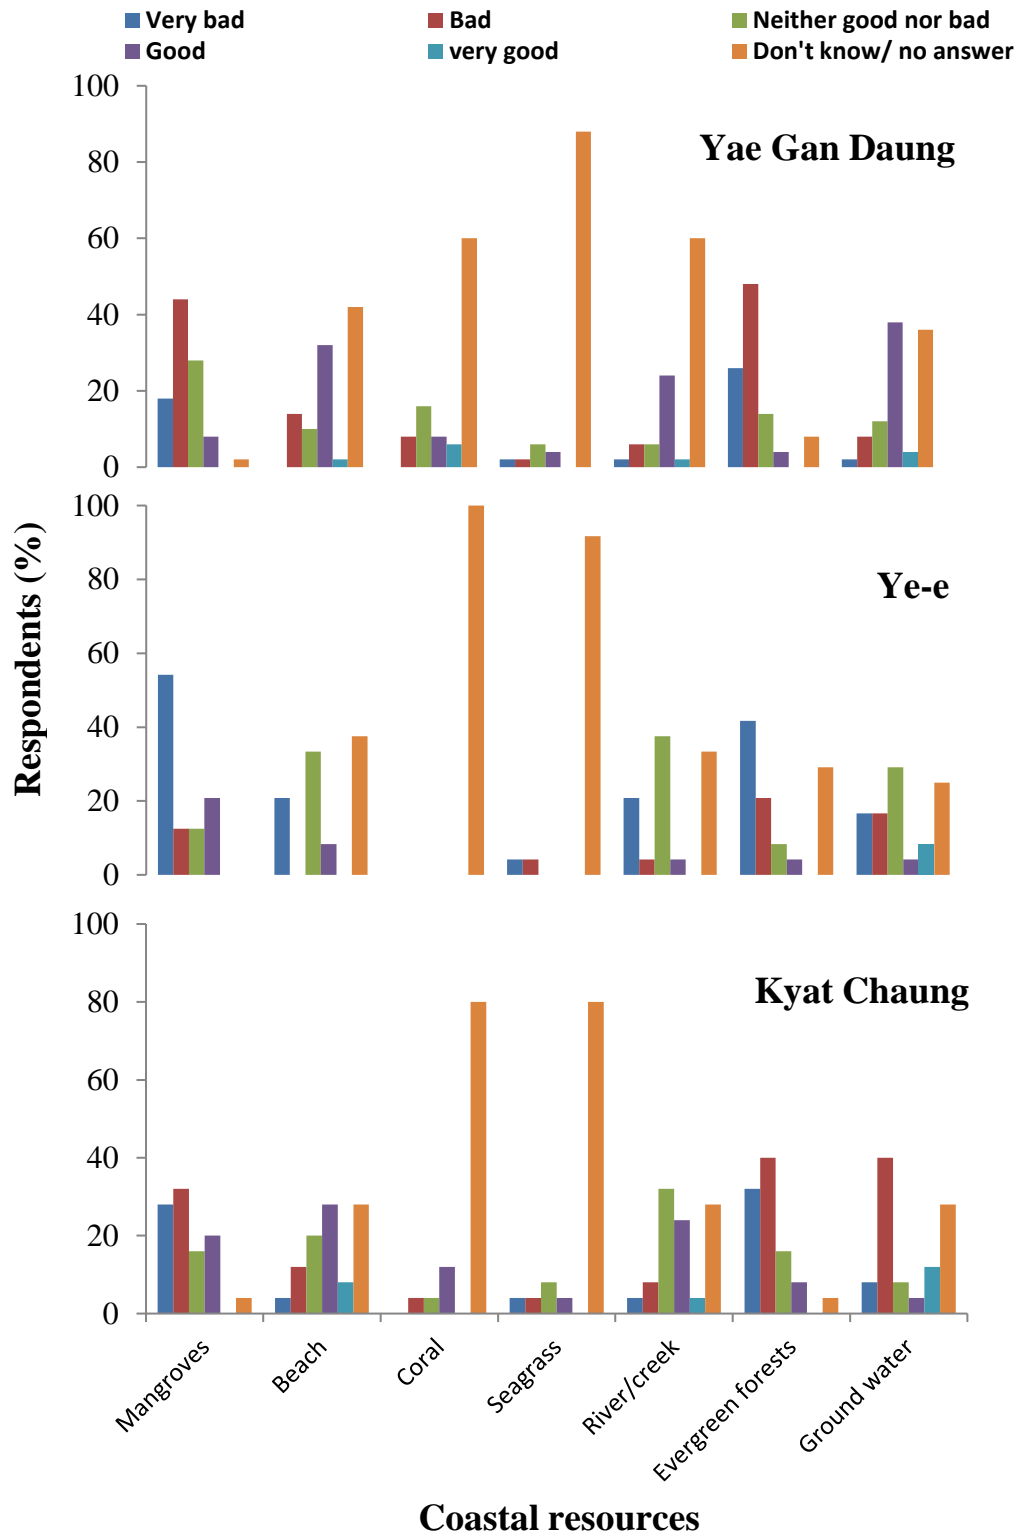 Very bad
Bad
Neither good nor bad
Good
very good
Don't know/ no answer
100
80
60
40
20
0
Yae Gan Daung
100
80
60
40
20
0
Ye-e
Respondents (%)
100
80
60
40
20
0
Kyat Chaung
Mangroves
Beach
Coral
Seagrass
River/creek
Evergreen forests
Ground water
Coastal resources